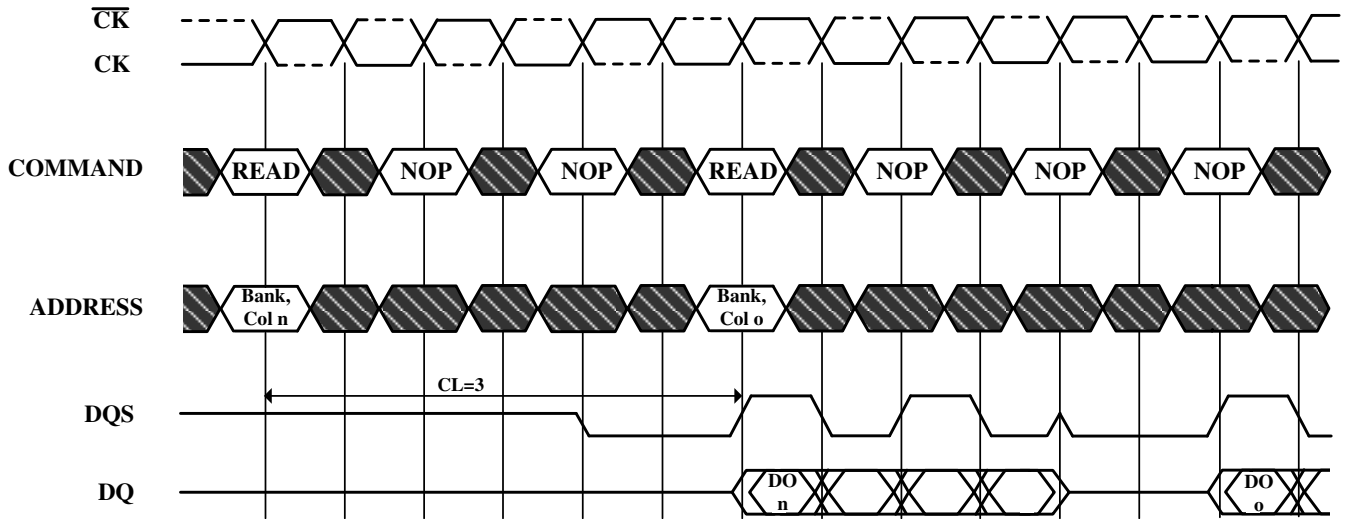 CK
CK
COMMAND READ NOP NOP READ NOP NOP NOP
ADDRESS Bank, Col n Bank, Col o
CL=3
DQS
DQ DO n DO o